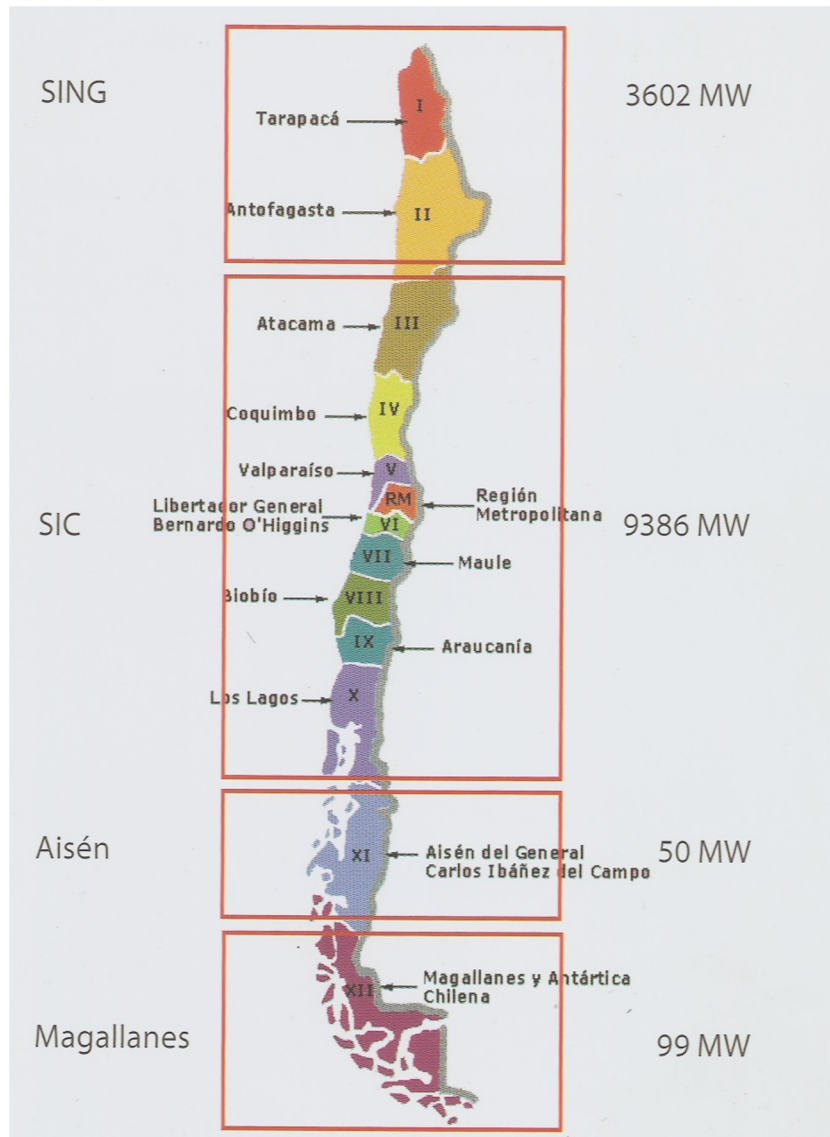 SING
3602 MW
I
Tarapacá
Antofagasta
II
Atacama
III
Coquimbo
IV
Valparaíso
V
RM
Región
Metropolitana
Libertador General
Bernardo O'Higgins
VI
SIC
9386 MW
VII
Maule
Biobío
VIII
IX
Araucanía
Los Lagos
X
Aisén
XI
Aisén del General
Carlos Ibáñez del Campo
50 MW
XII
Magallanes y Antártica
Chilena
Magallanes
99 MW